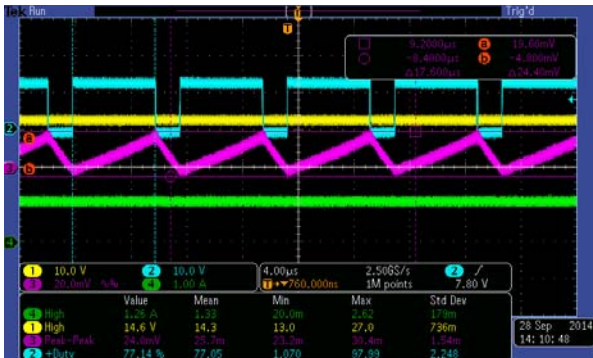 Tek Run Trig'd
T
9.2000µs a 19.60mV
-8.4000µs b -4.800mV
△17.600µs △24.40mV
2
a
3 b
4
1 10.0 V 2 10.0 V 4.00µs 2.50GS/s 2 7.80 V
3 20.0mV 4 1.00 A T 760.000ns 1M points
Value Mean Min Max Std Dev
4 High 1.26 A 1.33 20.0m 2.62 179m
1 High 14.6 V 14.3 13.0 27.0 736m
3 Peak-Peak 24.0mV 25.7m 23.2m 30.4m 1.54m
2 +Duty 77.14 % 77.05 1.070 97.99 2.248
28 Sep 2014
14:10:48